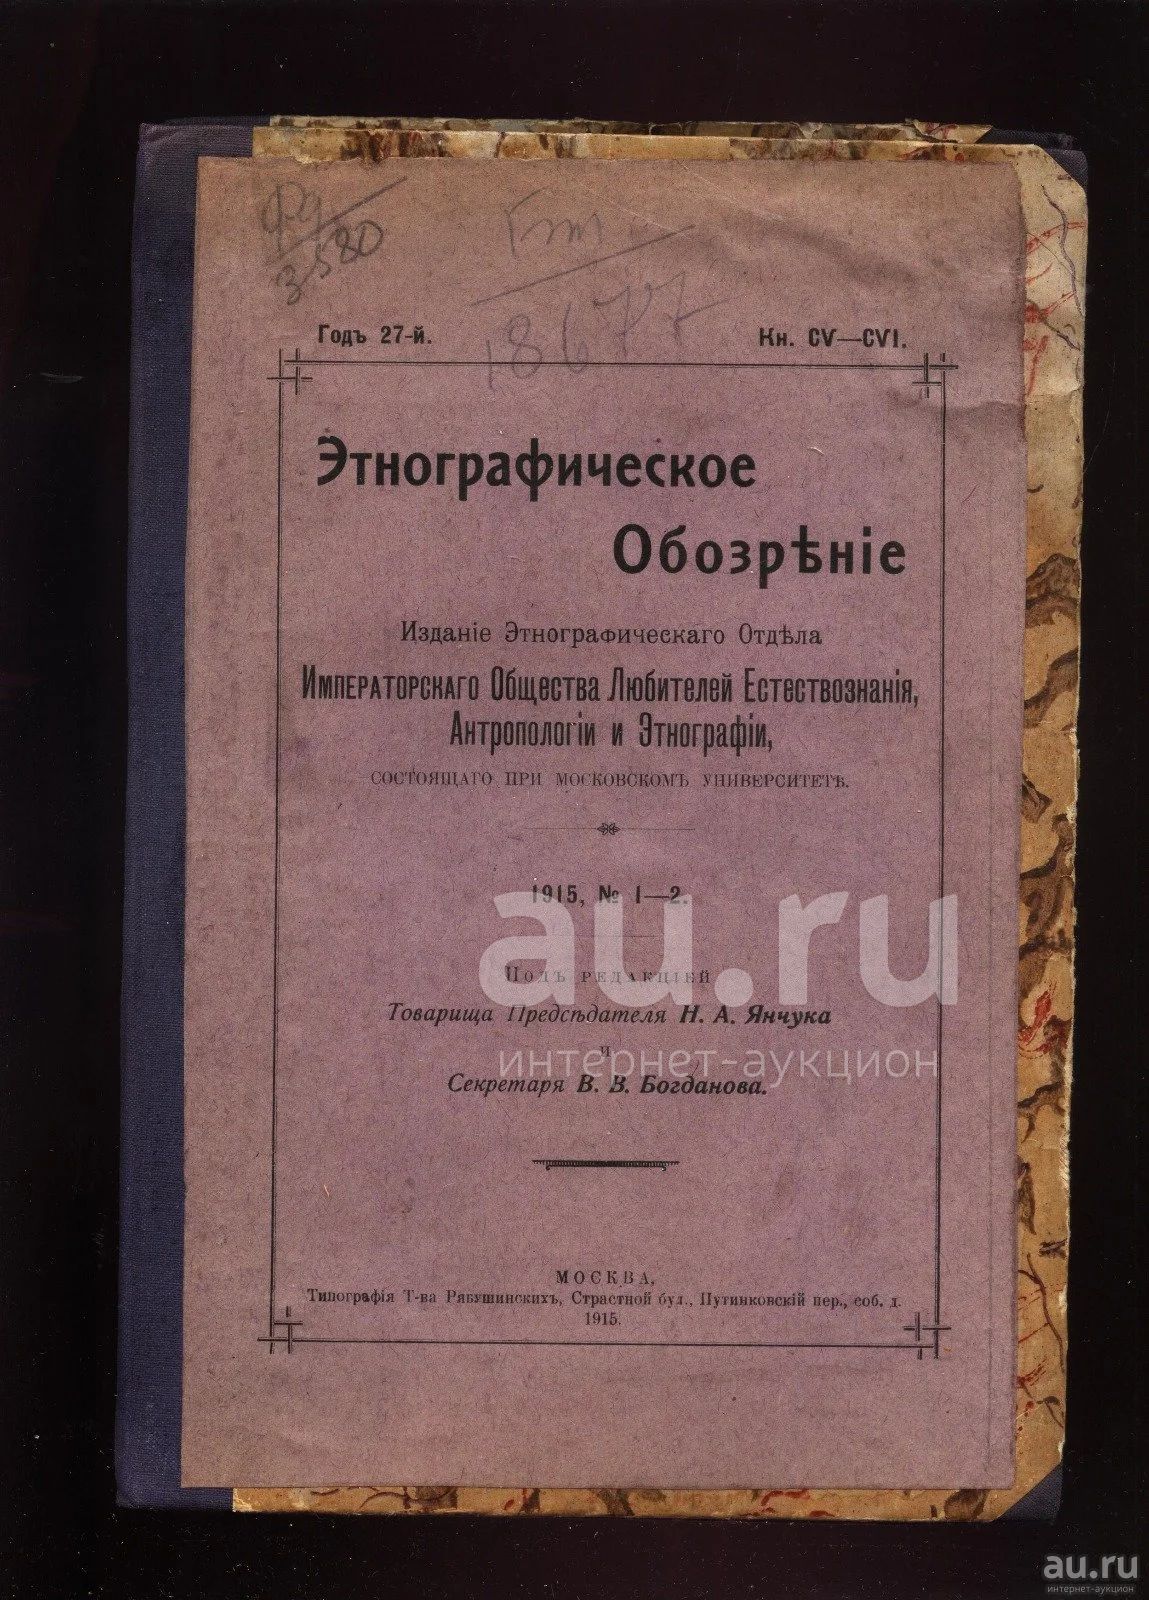 3580
18677
Годъ 27-й.
Кн. CV—CVI.
Этнографическое
Обозрѣніе
Изданіе Этнографическаго Отдѣла
Императорскаго Общества Любителей Естествознанія,
Антропологіи и Этнографіи,
состоящаго при Московскомъ Университетѣ.
1915, № 1—2.
au.ru
Подъ редакціей
Товарища Предсѣдателя Н. А. Янчука
и
интернет-аукцион
Секретаря В. В. Богданова.
МОСКВА.
Типографія Т-ва Рябушинскихъ, Страстной бул., Путинковскій пер., соб. д.
1915.
au.ru
интернет-аукцион